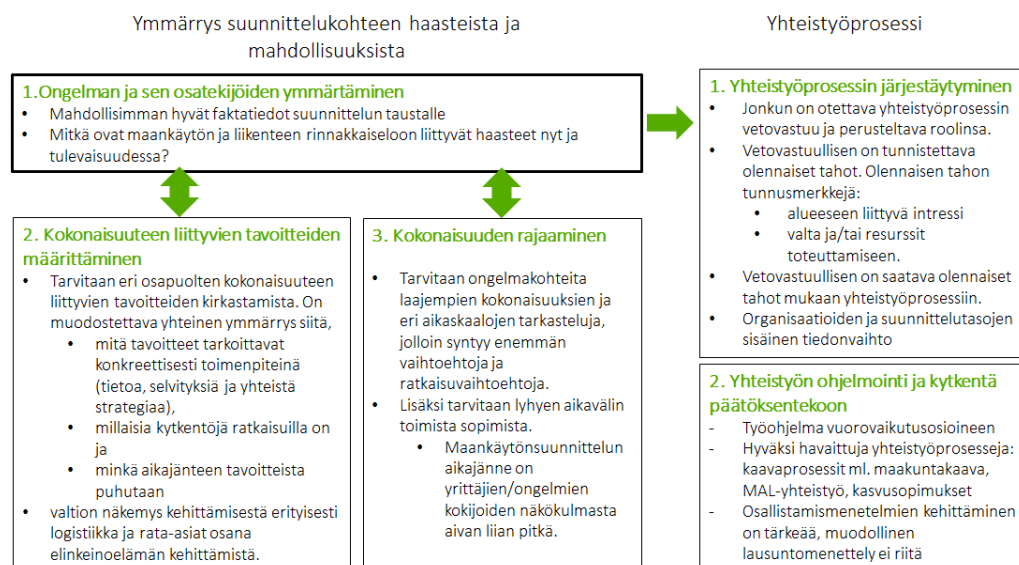 Ymmärrys suunnittelukohteen haasteista ja
mahdollisuuksista
Yhteistyöprosessi
1.Ongelman ja sen osatekijöiden ymmärtäminen
• Mahdollisimman hyvät faktatiedot suunnittelun taustalle
• Mitkä ovat maankäytön ja liikenteen rinnakkaiseloon liittyvät haasteet nyt ja
tulevaisuudessa?
2. Kokonaisuuteen liittyvien tavoitteiden
määrittäminen
• Tarvitaan eri osapuolten kokonaisuuteen
liittyvien tavoitteiden kirkastamista. On
muodostettava yhteinen ymmärrys siitä,
• mitä tavoitteet tarkoittavat
konkreettisesti toimenpiteinä
(tietoa, selvityksiä ja yhteistä
strategiaa),
• millaisia kytkentöjä ratkaisuilla on
ja
• minkä aikajänteen tavoitteista
puhutaan
• valtion näkemys kehittämisestä erityisesti
logistiikka ja rata-asiat osana
elinkeinoelämän kehittämistä.
3. Kokonaisuuden rajaaminen
• Tarvitaan ongelmakohteita
laajempien kokonaisuuksien ja
eri aikaskaalojen tarkasteluja,
jolloin syntyy enemmän
vaihtoehtoja ja
ratkaisuvaihtoehtoja.
• Lisäksi tarvitaan lyhyen aikavälin
toimista sopimista.
• Maankäytönsuunnittelun
aikajänne on
yrittäjien/ongelmien
kokijoiden näkökulmasta
aivan liian pitkä.
1. Yhteistyöprosessin järjestäytyminen
• Jonkun on otettava yhteistyöprosessin
vetovastuu ja perusteltava roolinsa.
• Vetovastuullisen on tunnistettava
olennaiset tahot. Olennaisen tahon
tunnusmerkkejä:
• alueeseen liittyvä intressi
• valta ja/tai resurssit
toteuttamiseen.
• Vetovastuullisen on saatava olennaiset
tahot mukaan yhteistyöprosessiin.
• Organisaatioiden ja suunnittelutasojen
sisäinen tiedonvaihto
2. Yhteistyön ohjelmointi ja kytkentä
päätöksentekoon
- Työohjelma vuorovaikutusosioineen
- Hyväksi havaittuja yhteistyöprosesseja:
kaavaprosessit ml. maakuntakaava,
MAL-yhteistyö, kasvusopimukset
- Osallistamismenetelmien kehittäminen
on tärkeää, muodollinen
lausuntomenettely ei riitä